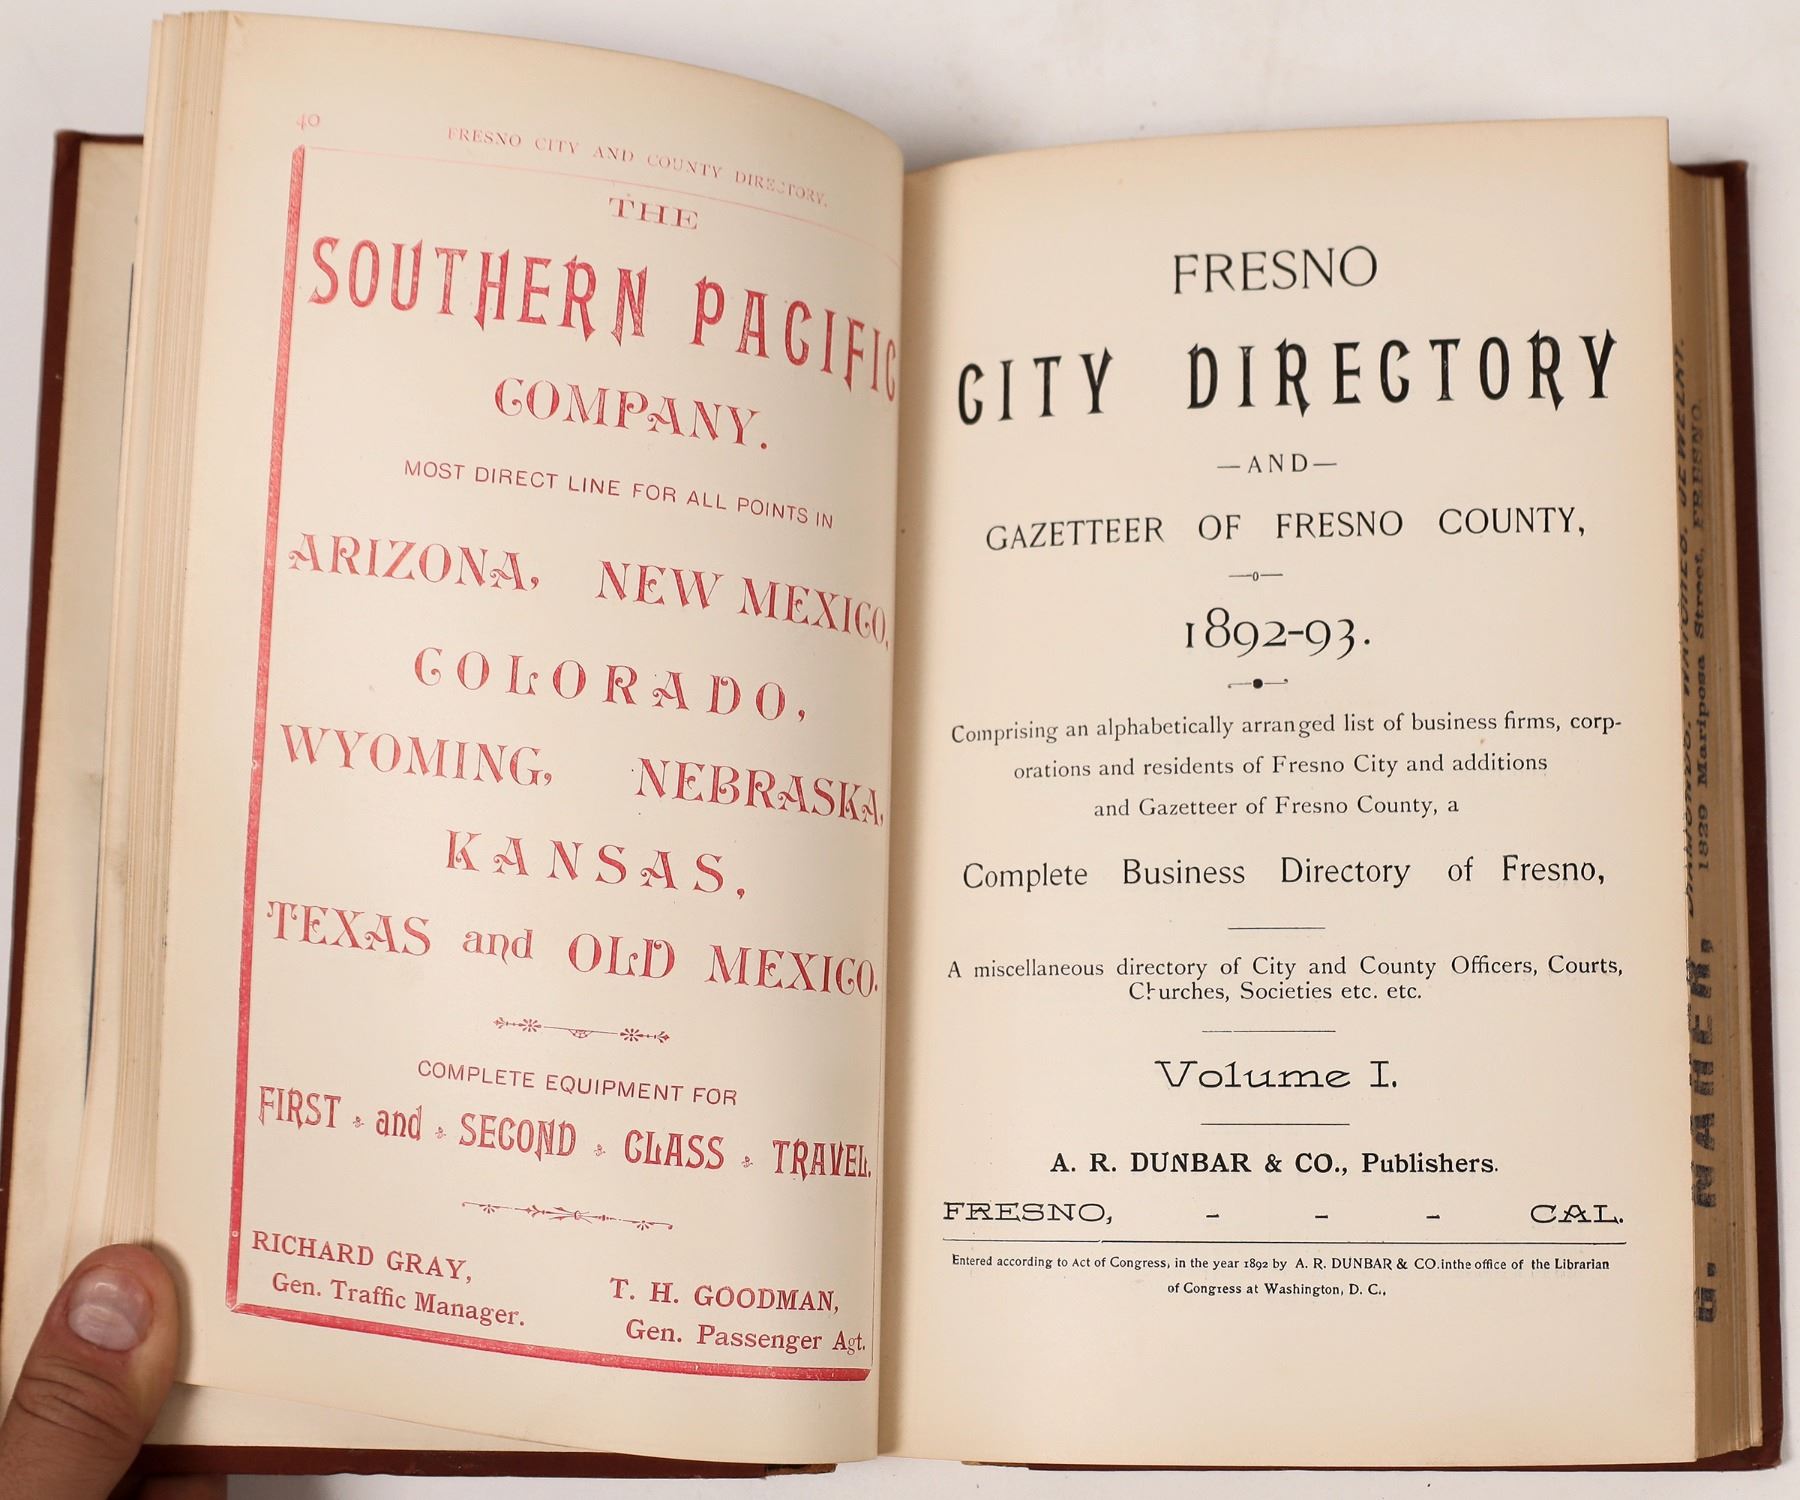 40
FRESNO CITY AND COUNTY DIRECTORY.
THE
SOUTHERN PACIFIC
COMPANY.
MOST DIRECT LINE FOR ALL POINTS IN
ARIZONA, NEW MEXICO,
COLORADO,
WYOMING, NEBRASKA,
KANSAS,
TEXAS and OLD MEXICO.
COMPLETE EQUIPMENT FOR
FIRST and SECOND CLASS TRAVEL.
RICHARD GRAY,
Gen. Traffic Manager.
T. H. GOODMAN,
Gen. Passenger Agt.
FRESNO
CITY DIRECTORY
—AND—
GAZETTEER OF FRESNO COUNTY,
1892-93.
Comprising an alphabetically arranged list of business firms, corp-
orations and residents of Fresno City and additions
and Gazetteer of Fresno County, a
Complete Business Directory of Fresno,
A miscellaneous directory of City and County Officers, Courts,
Churches, Societies etc. etc.
Volume I.
A. R. DUNBAR & CO., Publishers.
FRESNO, - - - CAL.
Entered according to Act of Congress, in the year 1892 by A. R. DUNBAR & CO. in the office of the Librarian
of Congress at Washington, D. C.,
DIAMONDS, WATCHES, JEWELRY.
1829 Mariposa Street, FRESNO.